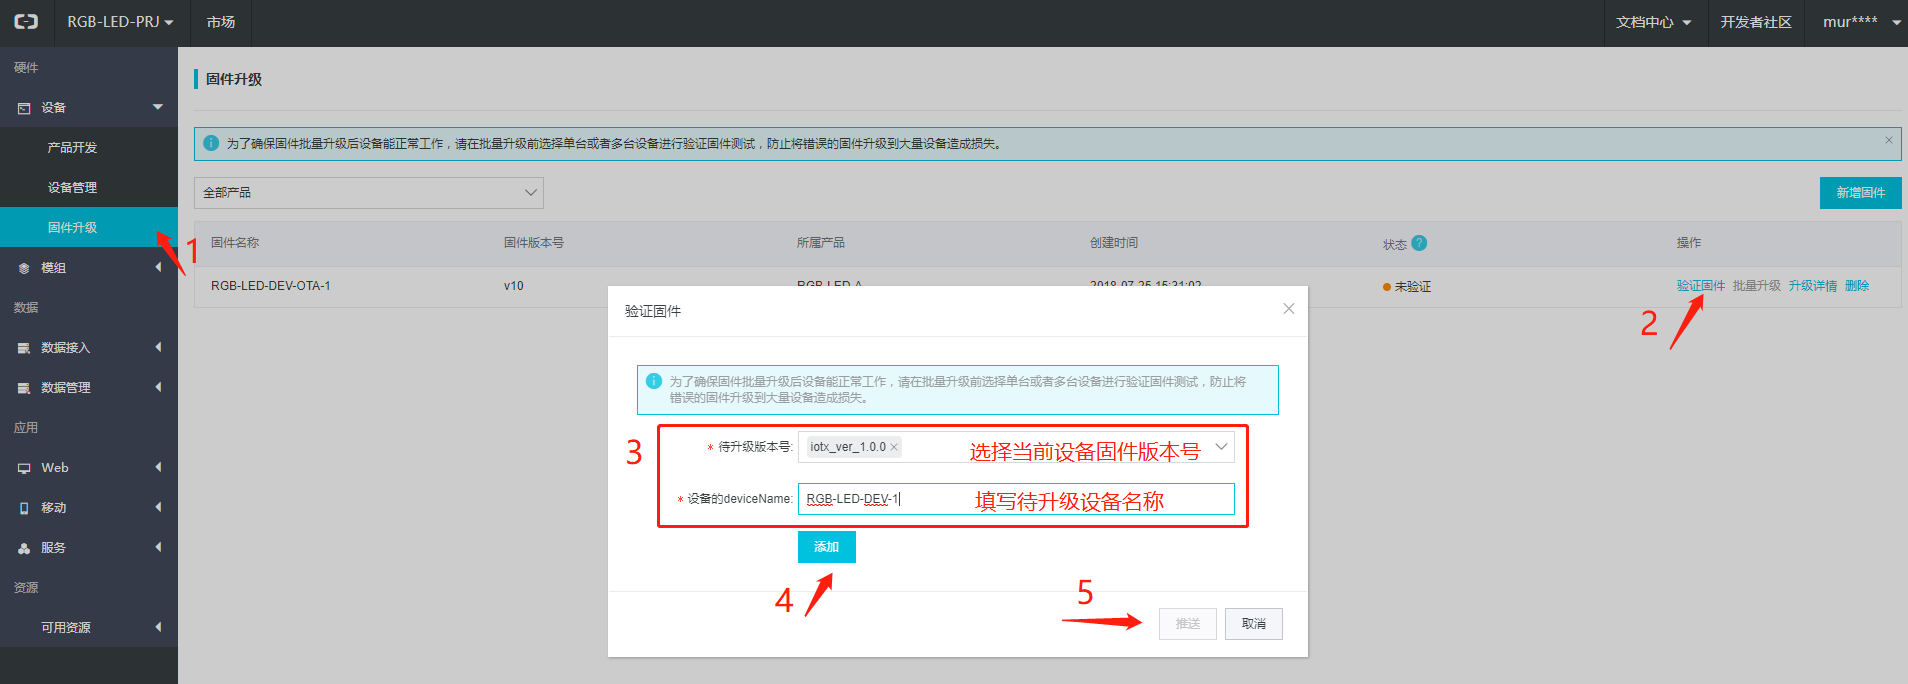 RGB-LED-PRJ 市场 文档中心 开发者社区 mur****
硬件
设备
产品开发
设备管理
固件升级
模组
数据
数据接入
数据管理
应用
Web
移动
服务
资源
可用资源
固件升级
为了确保固件批量升级后设备能正常工作，请在批量升级前选择单台或者多台设备进行验证固件测试，防止将错误的固件升级到大量设备造成损失。
全部产品 新增固件
固件名称 固件版本号 所属产品 创建时间 状态 ? 操作
RGB-LED-DEV-OTA-1 v10 RGB-LED-A 2018-07-25 15:31:02 未验证 验证固件 批量升级 升级详情 删除
1
2
验证固件
为了确保固件批量升级后设备能正常工作，请在批量升级前选择单台或者多台设备进行验证固件测试，防止将
错误的固件升级到大量设备造成损失。
3
* 待升级版本号: iotx_ver_1.0.0 × 选择当前设备固件版本号
* 设备的deviceName: RGB-LED-DEV-1 填写待升级设备名称
添加
4
5
推送 取消